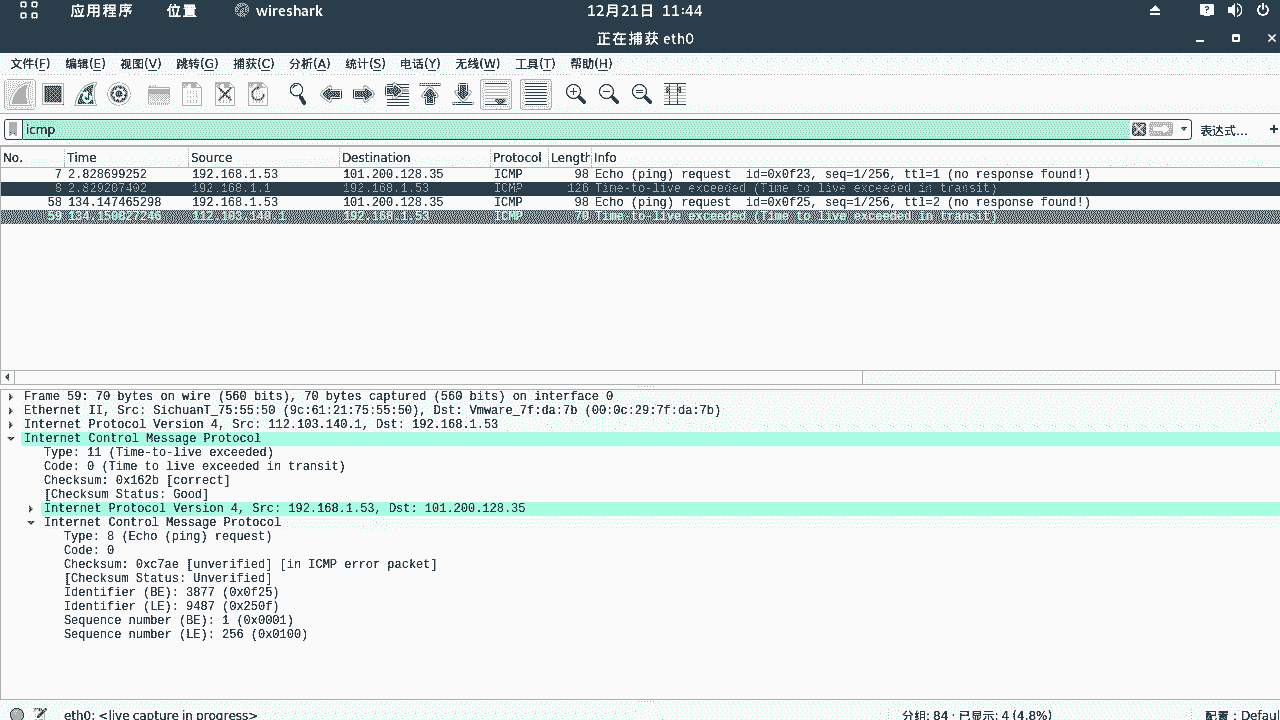 应用程序 位置 wireshark 12月21日 11:44
正在捕获 eth0
文件(F) 编辑(E) 视图(V) 跳转(G) 捕获(C) 分析(A) 统计(S) 电话(Y) 无线(W) 工具(T) 帮助(H)
icmp 表达式… +
No. Time Source Destination Protocol Length Info
7 2.828699252 192.168.1.53 101.200.128.35 ICMP 98 Echo (ping) request id=0x0f23, seq=1/256, ttl=1 (no response found!)
8 2.829267492 192.168.1.1 192.168.1.53 ICMP 126 Time-to-live exceeded (Time to live exceeded in transit)
58 134.147465298 192.168.1.53 101.200.128.35 ICMP 98 Echo (ping) request id=0x0f25, seq=1/256, ttl=2 (no response found!)
59 112.103.140.1 192.168.1.53 ICMP 70 Time-to-live exceeded (Time to live exceeded in transit)
Frame 59: 70 bytes on wire (560 bits), 70 bytes captured (560 bits) on interface 0
Ethernet II, Src: SichuanT_75:55:50 (9c:61:21:75:55:50), Dst: Vmware_7f:da:7b (00:0c:29:7f:da:7b)
Internet Protocol Version 4, Src: 112.103.140.1, Dst: 192.168.1.53
Internet Control Message Protocol
Type: 11 (Time-to-live exceeded)
Code: 0 (Time to live exceeded in transit)
Checksum: 0x162b [correct]
[Checksum Status: Good]
Internet Protocol Version 4, Src: 192.168.1.53, Dst: 101.200.128.35
Internet Control Message Protocol
Type: 8 (Echo (ping) request)
Code: 0
Checksum: 0xc7ae [unverified] [in ICMP error packet]
[Checksum Status: Unverified]
Identifier (BE): 3877 (0x0f25)
Identifier (LE): 9487 (0x250f)
Sequence number (BE): 1 (0x0001)
Sequence number (LE): 256 (0x0100)
eth0: <live capture in progress> 分组: 84 · 已显示: 4 (4.8%) 配置：Defaul